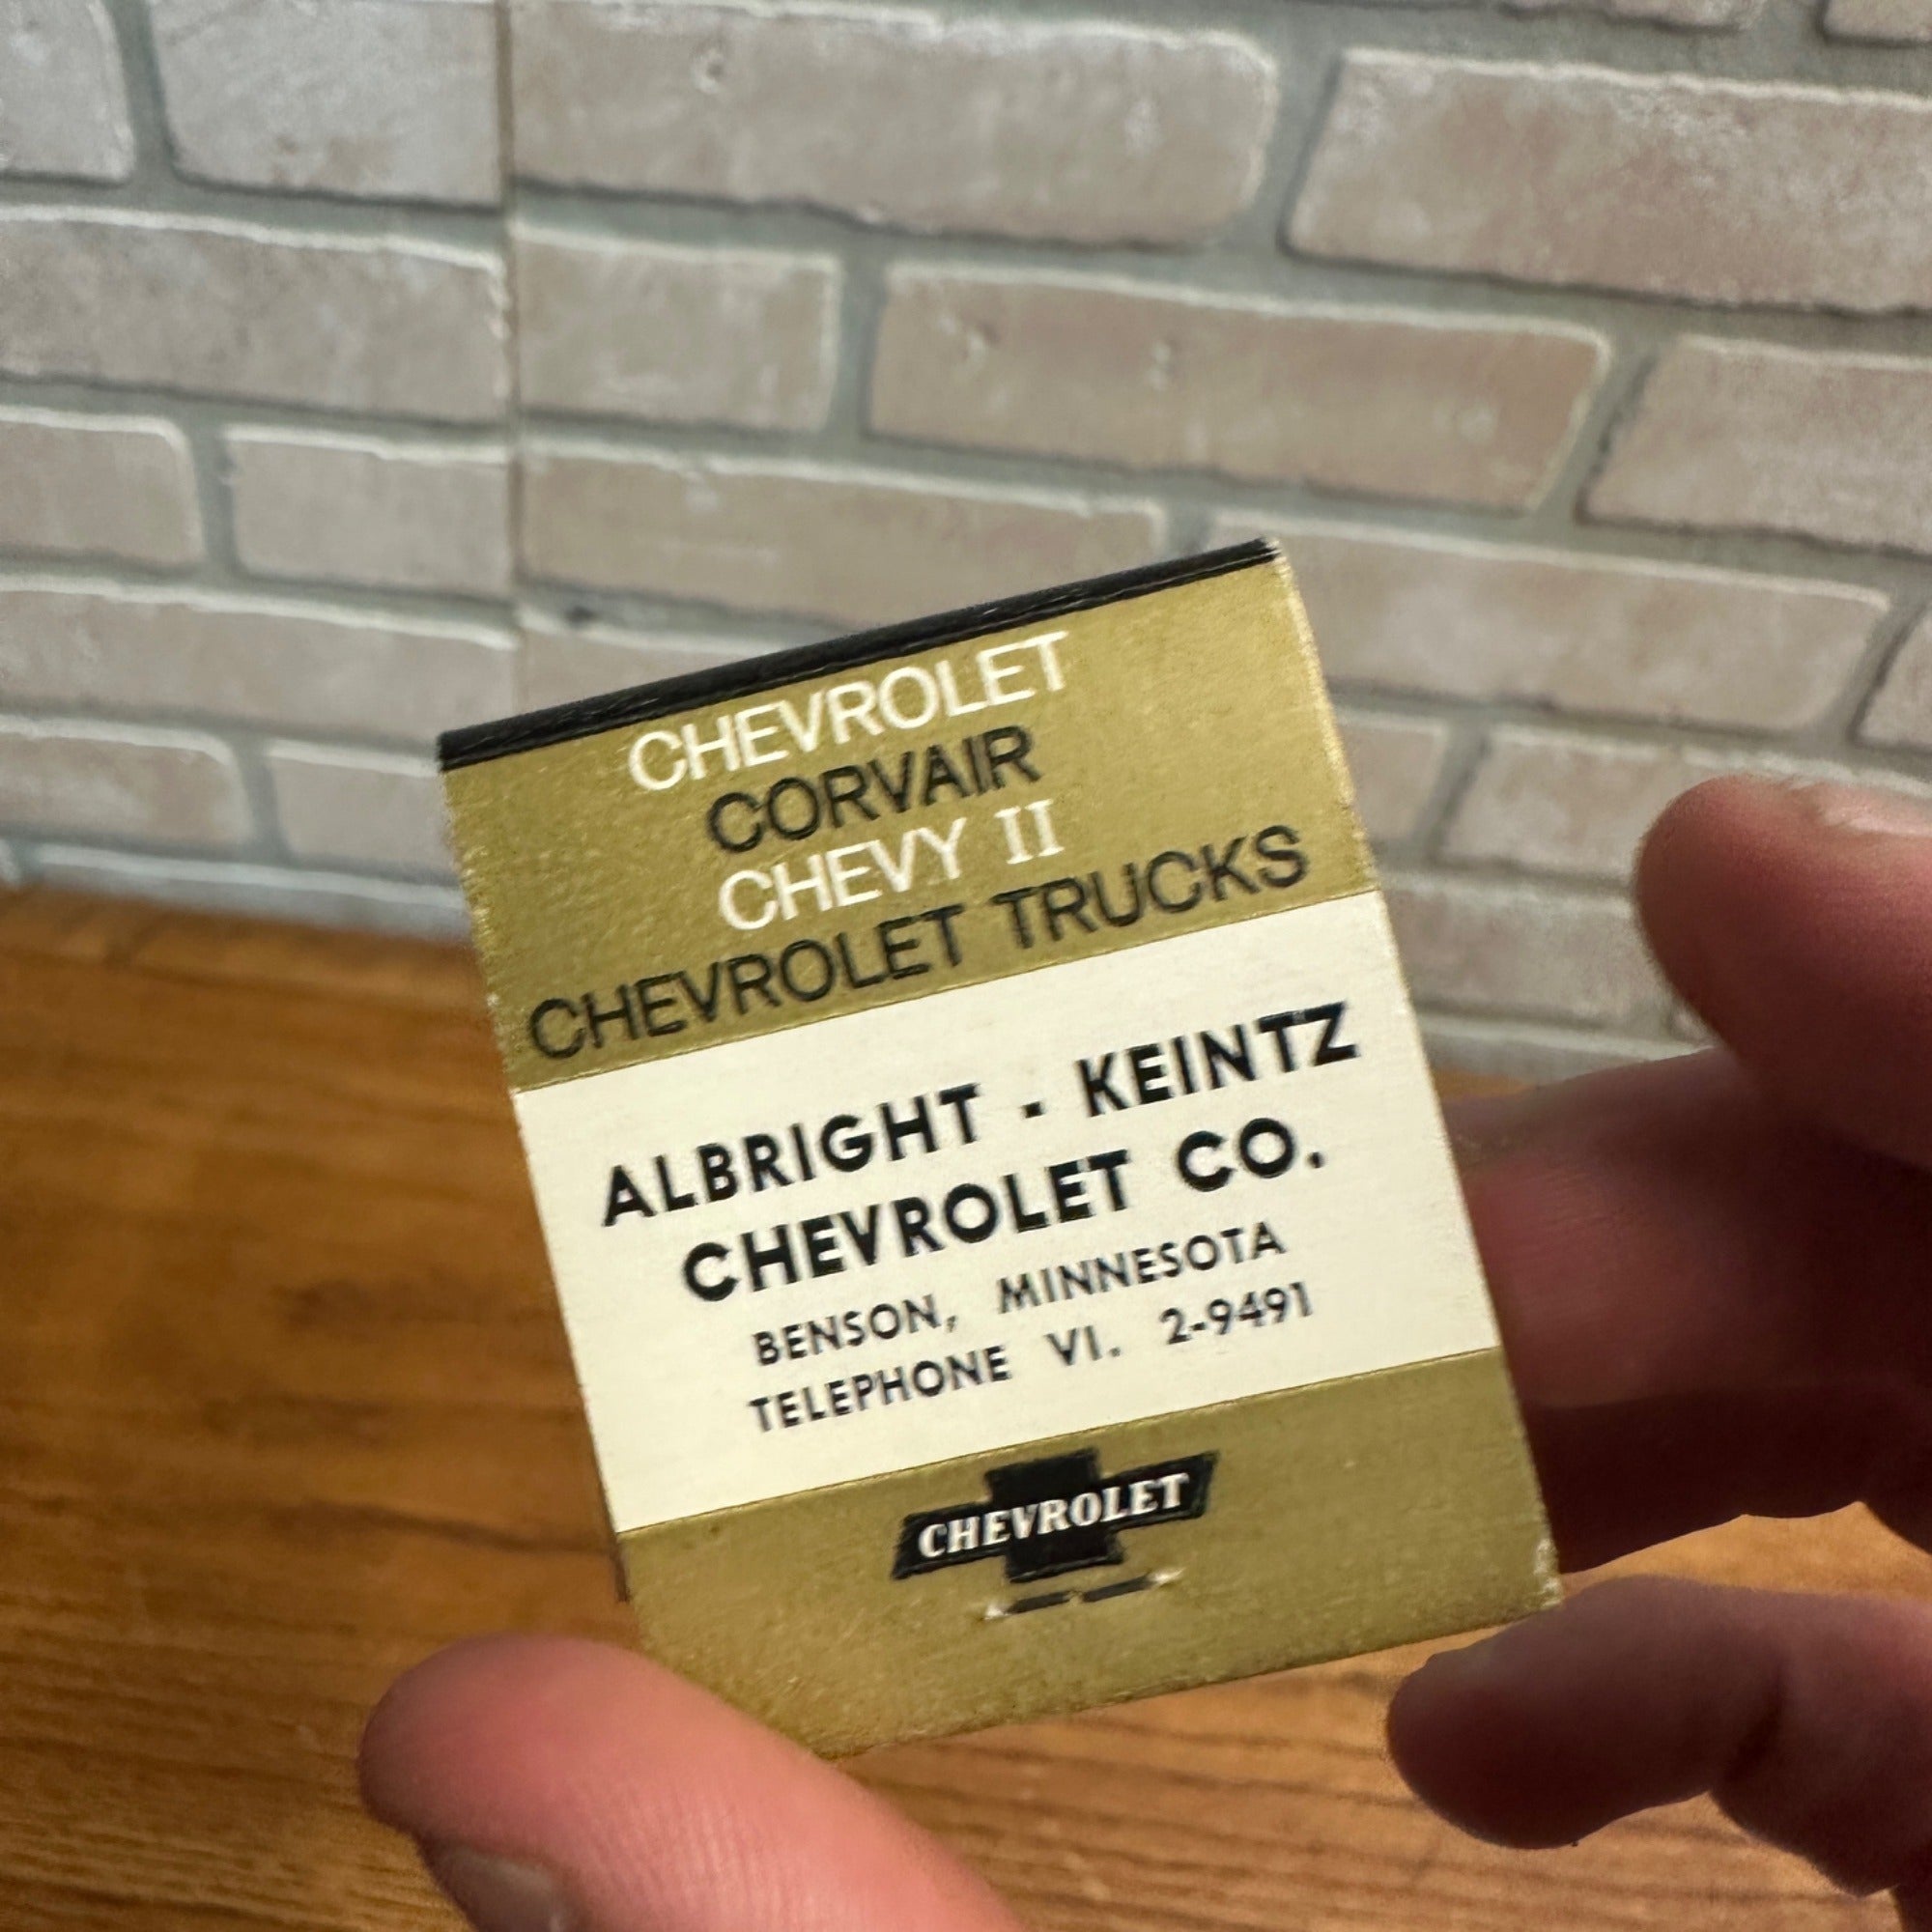 CHEVROLET
CORVAIR
CHEVY II
CHEVROLET TRUCKS
ALBRIGHT - KEINTZ
CHEVROLET CO.
BENSON, MINNESOTA
TELEPHONE VI. 2-9491
CHEVROLET